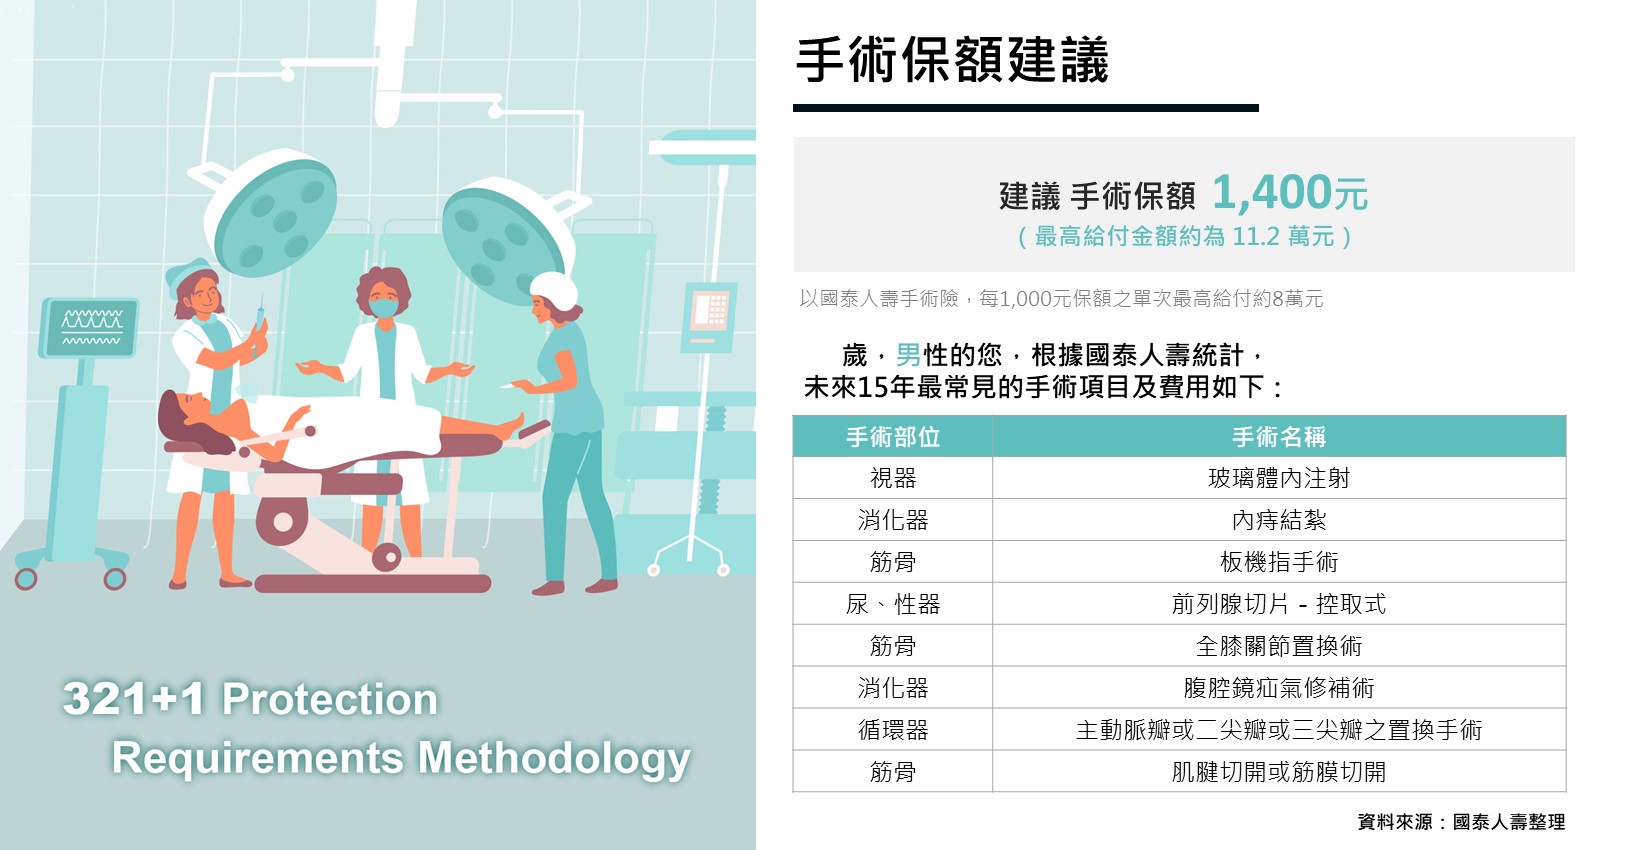 手術保額建議
建議 手術保額 1,400元
( 最高給付金額約為 11.2 萬元 )
以國泰人壽手術險，每1,000元保額之單次最高給付約8萬元
歲，男性的您，根據國泰人壽統計，
未來15年最常見的手術項目及費用如下：
手術部位 手術名稱
視器 玻璃體內注射
消化器 內痔結紮
筋骨 板機指手術
尿、性器 前列腺切片 - 控取式
筋骨 全膝關節置換術
消化器 腹腔鏡疝氣修補術
循環器 主動脈瓣或二尖瓣或三尖瓣之置換手術
筋骨 肌腱切開或筋膜切開
資料來源：國泰人壽整理
321+1 Protection
Requirements Methodology